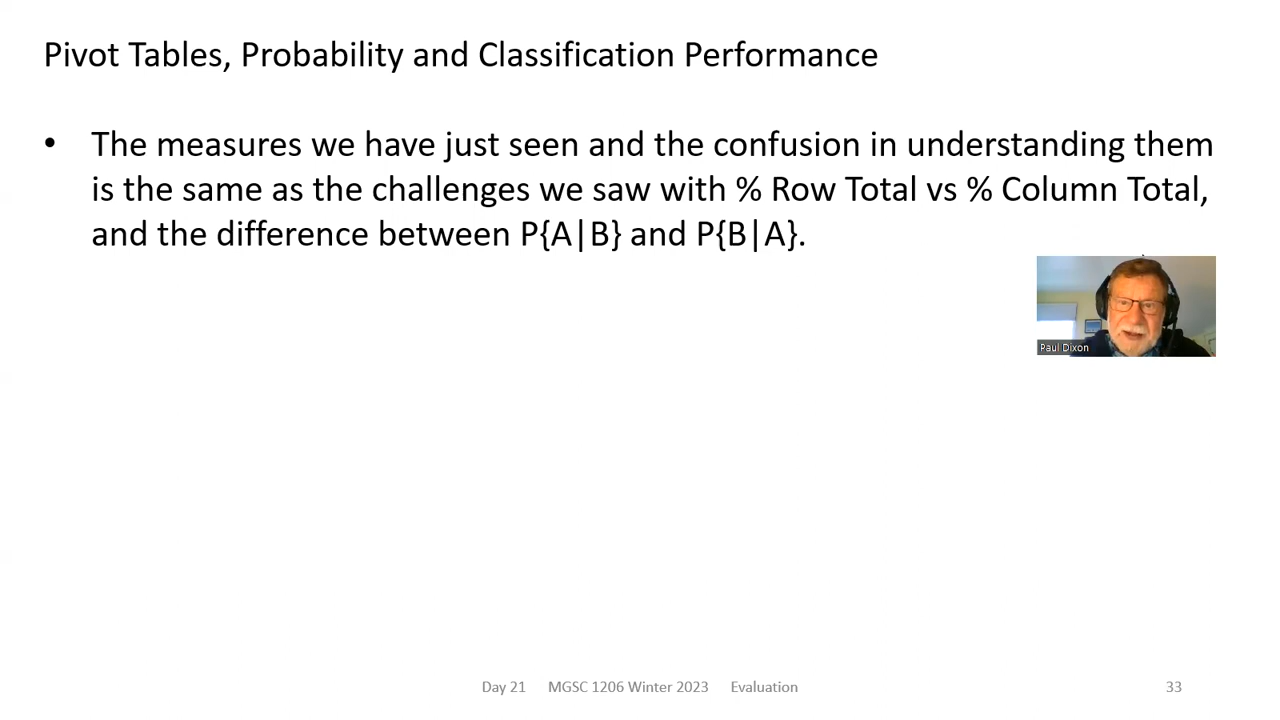 Pivot Tables, Probability and Classification Performance
• The measures we have just seen and the confusion in understanding them
is the same as the challenges we saw with % Row Total vs % Column Total,
and the difference between P{A|B} and P{B|A}.
Paul Dixon
Day 21 MGSC 1206 Winter 2023 Evaluation 33